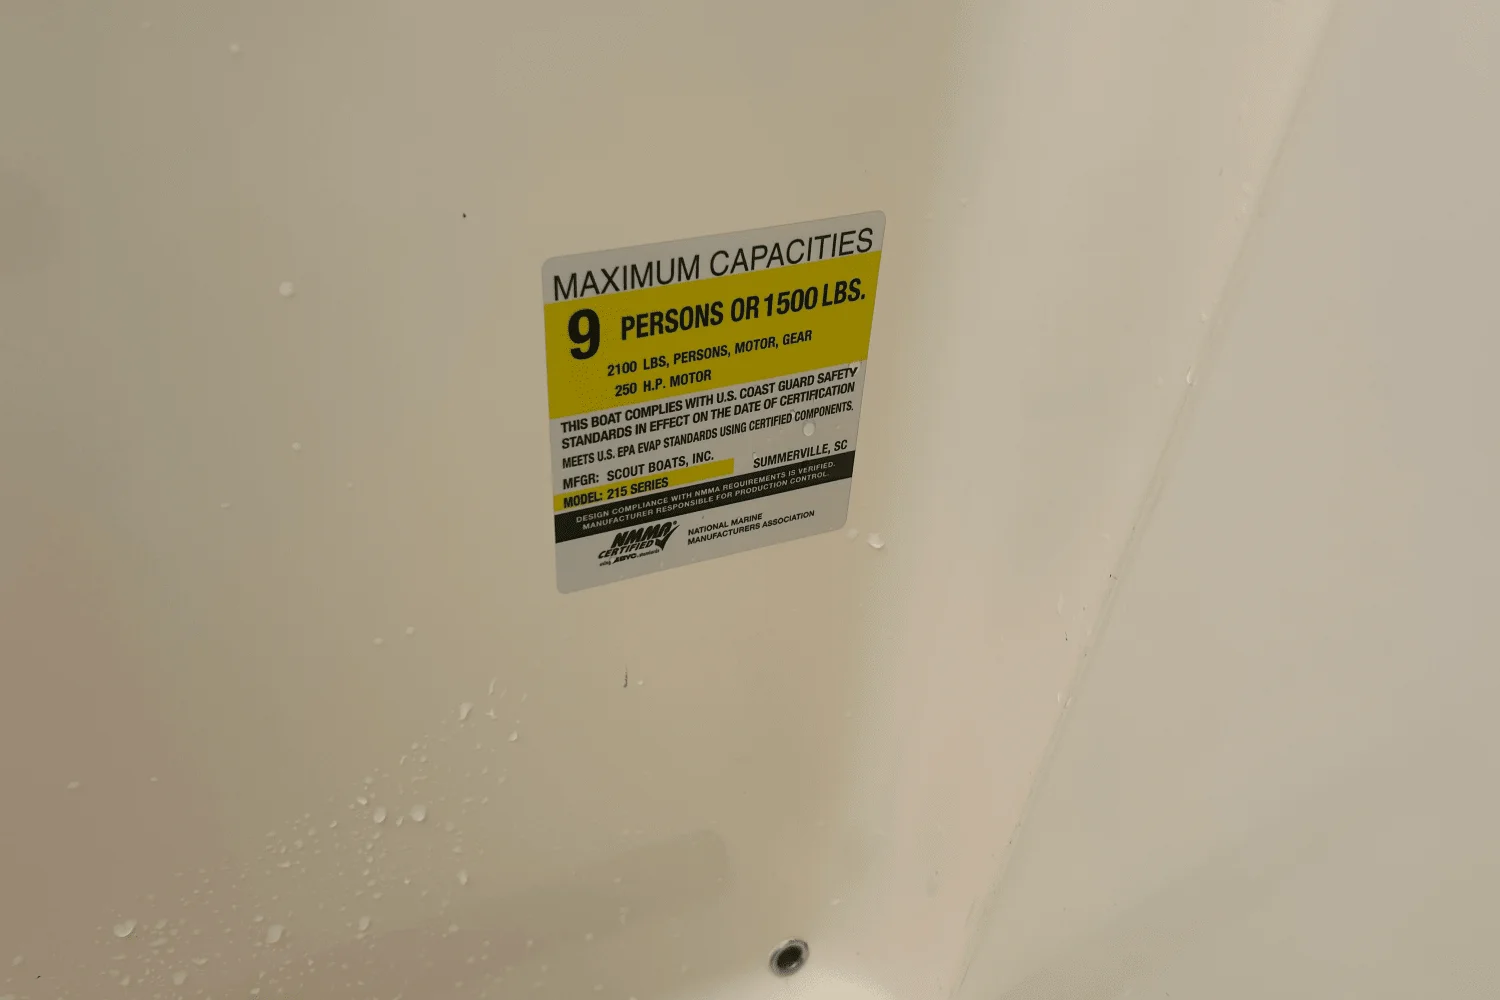 MAXIMUM CAPACITIES
9 PERSONS OR 1500 LBS.
2100 LBS, PERSONS, MOTOR, GEAR
250 H.P. MOTOR
THIS BOAT COMPLIES WITH U.S. COAST GUARD SAFETY
STANDARDS IN EFFECT ON THE DATE OF CERTIFICATION
MEETS U.S. EPA EVAP STANDARDS USING CERTIFIED COMPONENTS.
MFGR: SCOUT BOATS, INC. SUMMERVILLE, SC
MODEL: 215 SERIES
DESIGN COMPLIANCE WITH NMMA REQUIREMENTS IS VERIFIED.
MANUFACTURER RESPONSIBLE FOR PRODUCTION CONTROL.
NMMA®
CERTIFIED
using ABYC standards
NATIONAL MARINE
MANUFACTURERS ASSOCIATION